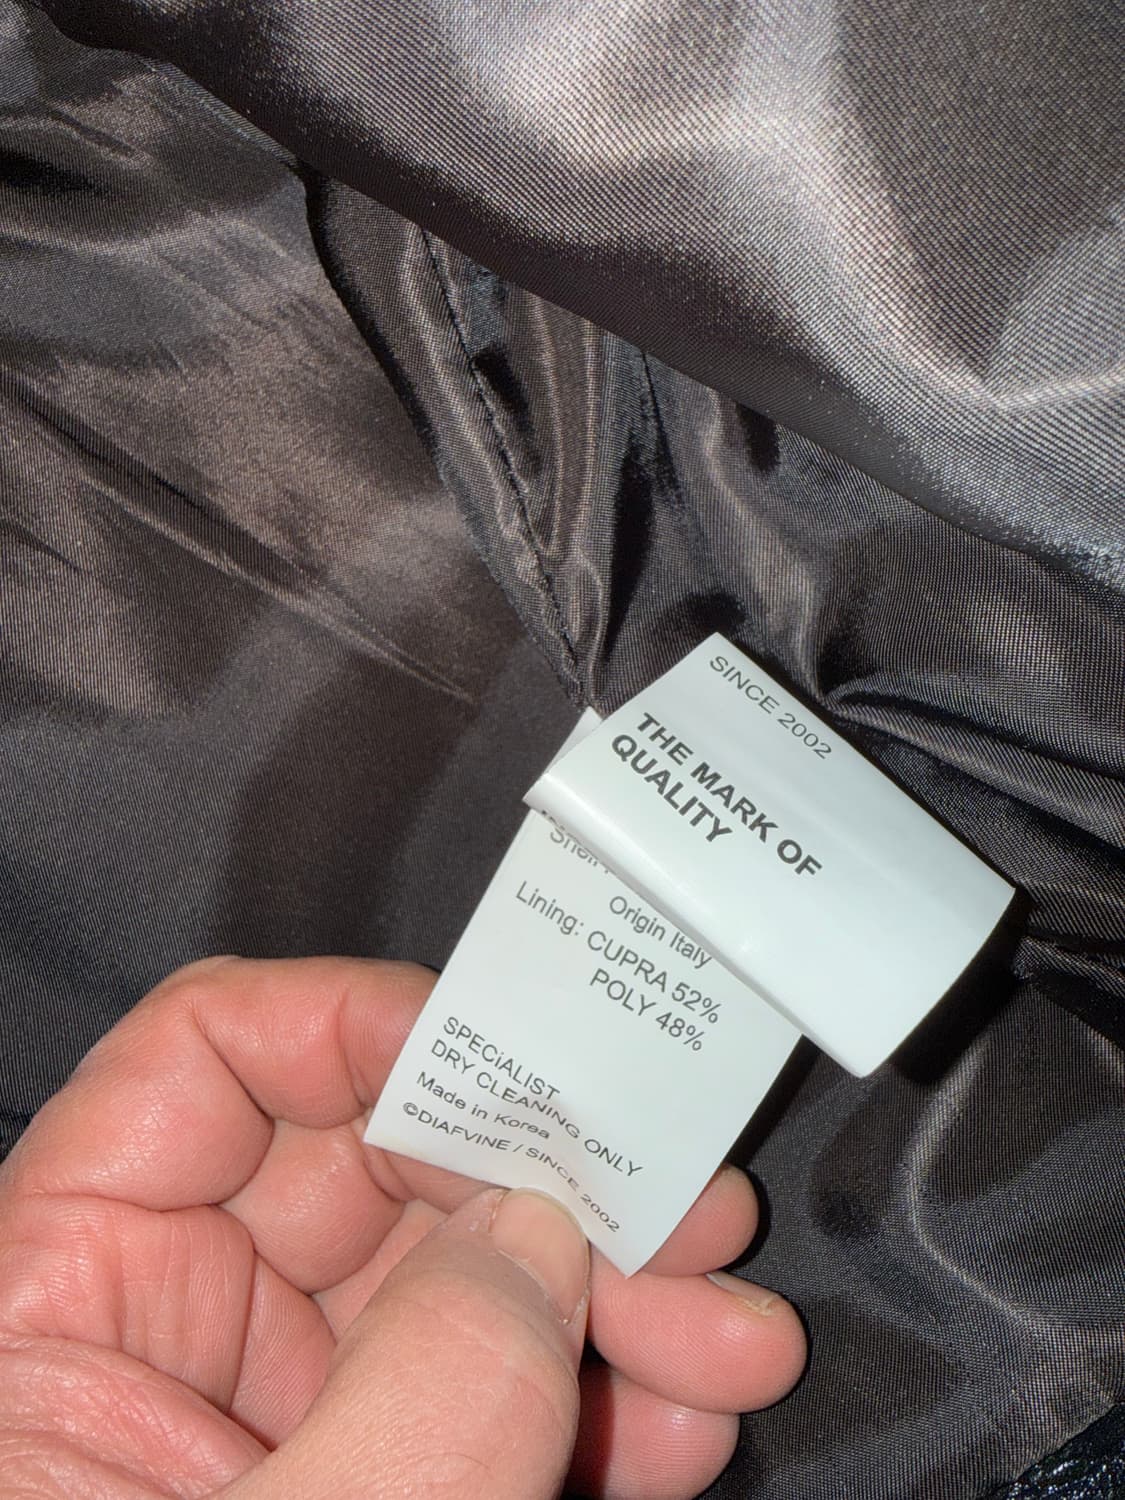 SINCE 2002
THE MARK OF
QUALITY
Shell
Origin Italy
Lining: CUPRA 52%
POLY 48%
SPECiALIST
DRY CLEANING ONLY
Made in Korea
©DIAFVINE / SINCE 2002